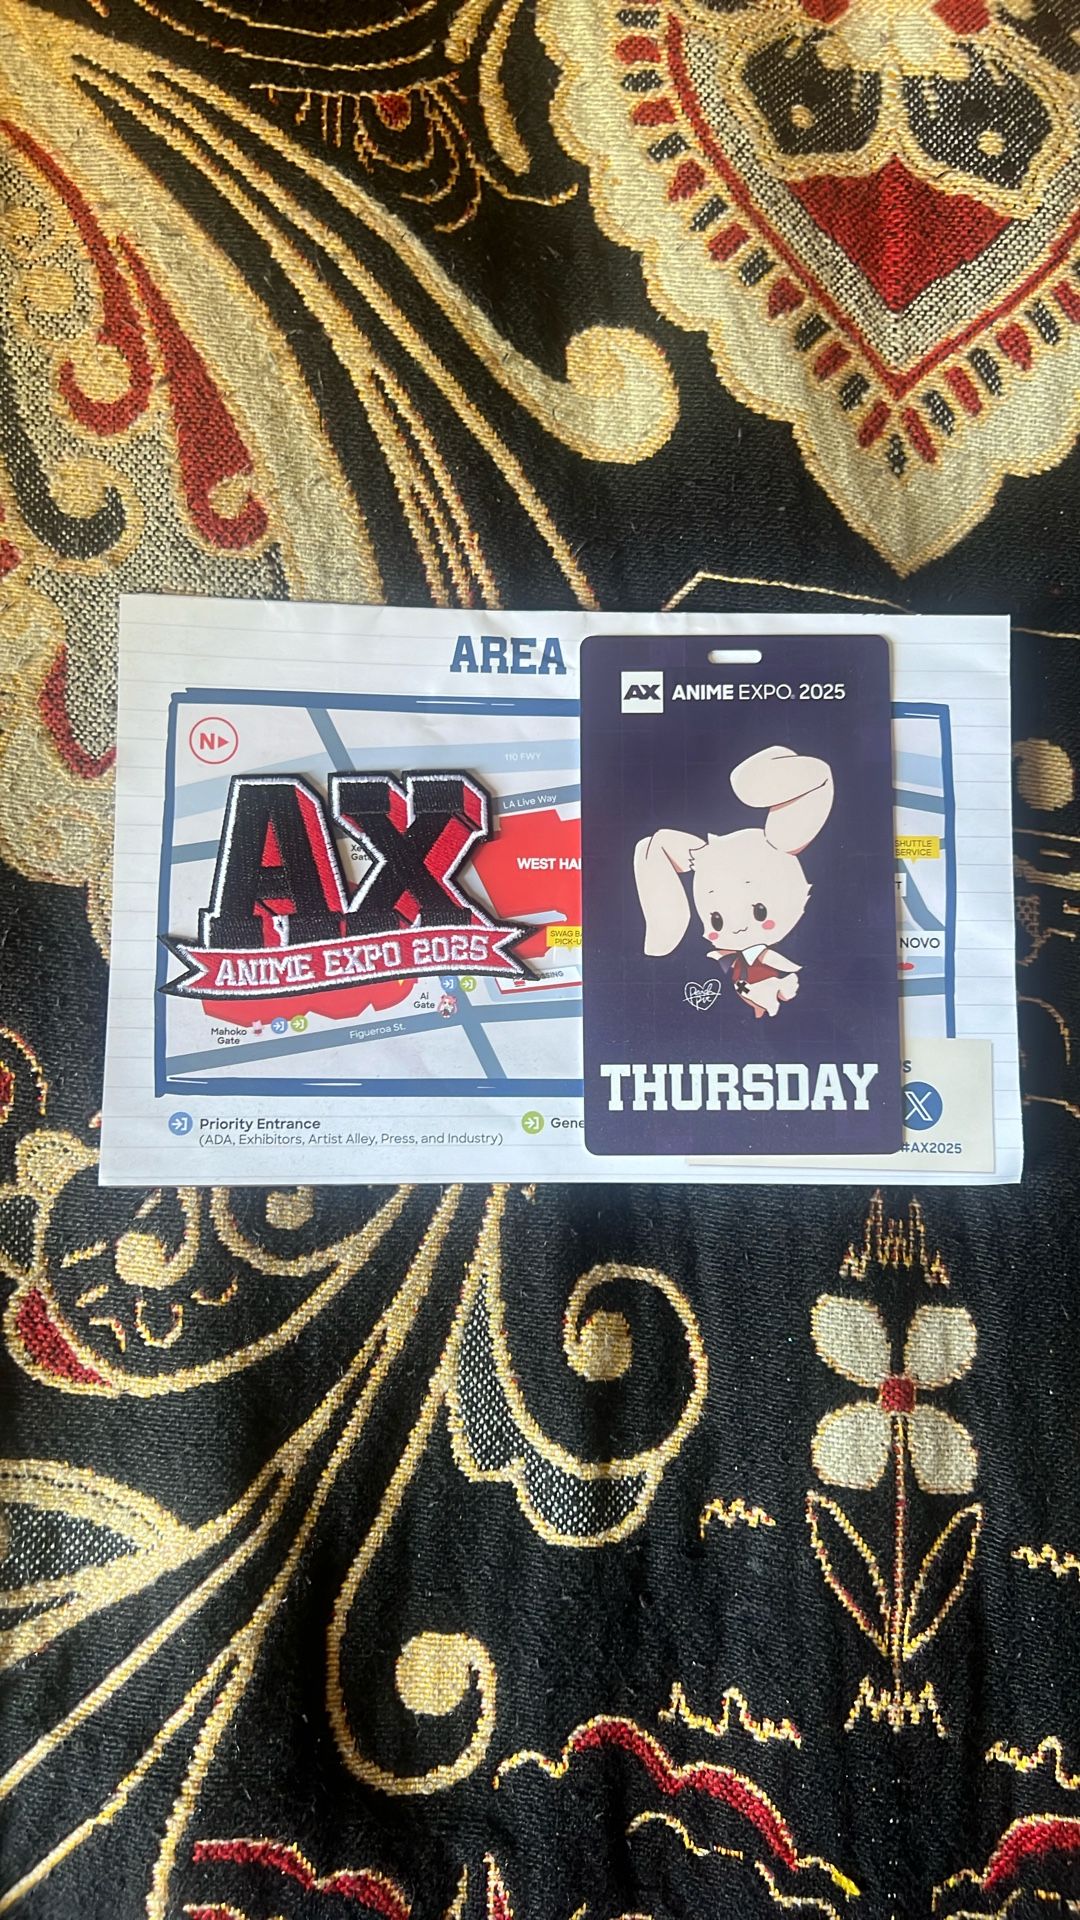 AREA
N
110 FWY
LA Live Way
WEST
AX
ANIME EXPO 2025
SWAG
Ai
Gate
Mahoko
Gate
Figueroa St.
Priority Entrance
(ADA, Exhibitors, Artist Alley, Press, and Industry)
AX ANIME EXPO® 2025
THURSDAY
SHUTTLE
SERVICE
NOVO
X
#AX2025